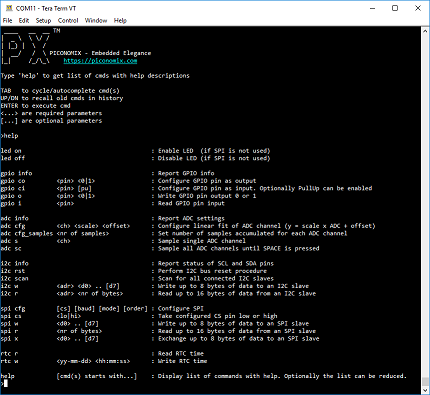 COM11 - Tera Term VT
File Edit Setup Control Window Help
TM
PICONOMIX - Embedded Elegance
https://piconomix.com
Type 'help' to get list of cmds with help descriptions
TAB to cycle/autocomplete cmd(s)
UP/DN to recall old cmds in history
ENTER to execute cmd
<...> are required parameters
[...] are optional parameters
>help
led on : Enable LED (if SPI is not used)
led off : Disable LED (if SPI is not used)
gpio info : Report GPIO info
gpio co <pin> <0|1> : Configure GPIO pin as output
gpio ci <pin> [pu] : Configure GPIO pin as input. Optionally PullUp can be enabled
gpio o <pin> <0|1> : Write GPIO pin output 0 or 1
gpio i <pin> : Read GPIO pin input
adc info : Report ADC settings
adc cfg <ch> <scale> <offset> : Configure linear fit of ADC channel (y = scale x ADC + offset)
adc cfg_samples <nr of samples> : Set number of samples accumulated for each ADC channel
adc s <ch> : Sample single ADC channel
adc sc : Sample all ADC channels until SPACE is pressed
i2c info : Report status of SCL and SDA pins
i2c rst : Perform I2C bus reset procedure
i2c scan : Scan for all connected I2C slaves
i2c w <adr> <d0> .. [d7] : Write up to 8 bytes of data to an I2C slave
i2c r <adr> <nr of bytes> : Read up to 16 bytes of data from an I2C slave
spi cfg [cs] [baud] [mode] [order] : Configure SPI
spi cs <lo|hi> : Take configured CS pin low or high
spi w <d0> .. [d7] : Write up to 8 bytes of data to an SPI slave
spi r <nr of bytes> : Read up to 16 bytes of data from an SPI slave
spi x <d0> .. [d7] : Exchange up to 8 bytes of data to an SPI slave
rtc r : Read RTC time
rtc w <yy-mm-dd> <hh:mm:ss> : Write RTC time
help [cmd(s) starts with...] : Display list of commands with help. Optionally the list can be reduced.
>